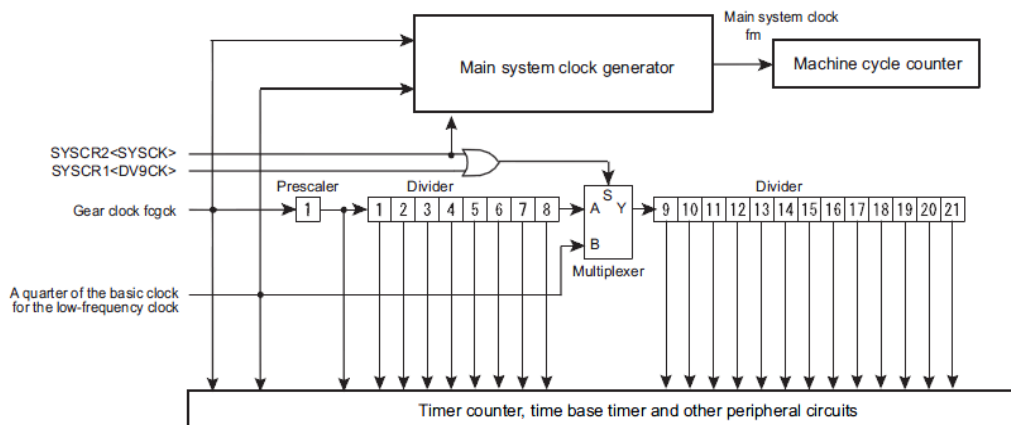 Main system clock
fm
Main system clock generator
Machine cycle counter
SYSCR2<SYSCK>
SYSCR1<DV9CK>
Prescaler
Divider
S
Divider
Gear clock fcgck
1
1 2 3 4 5 6 7 8
A
Y
9 10 11 12 13 14 15 16 17 18 19 20 21
B
Multiplexer
A quarter of the basic clock
for the low-frequency clock
Timer counter, time base timer and other peripheral circuits